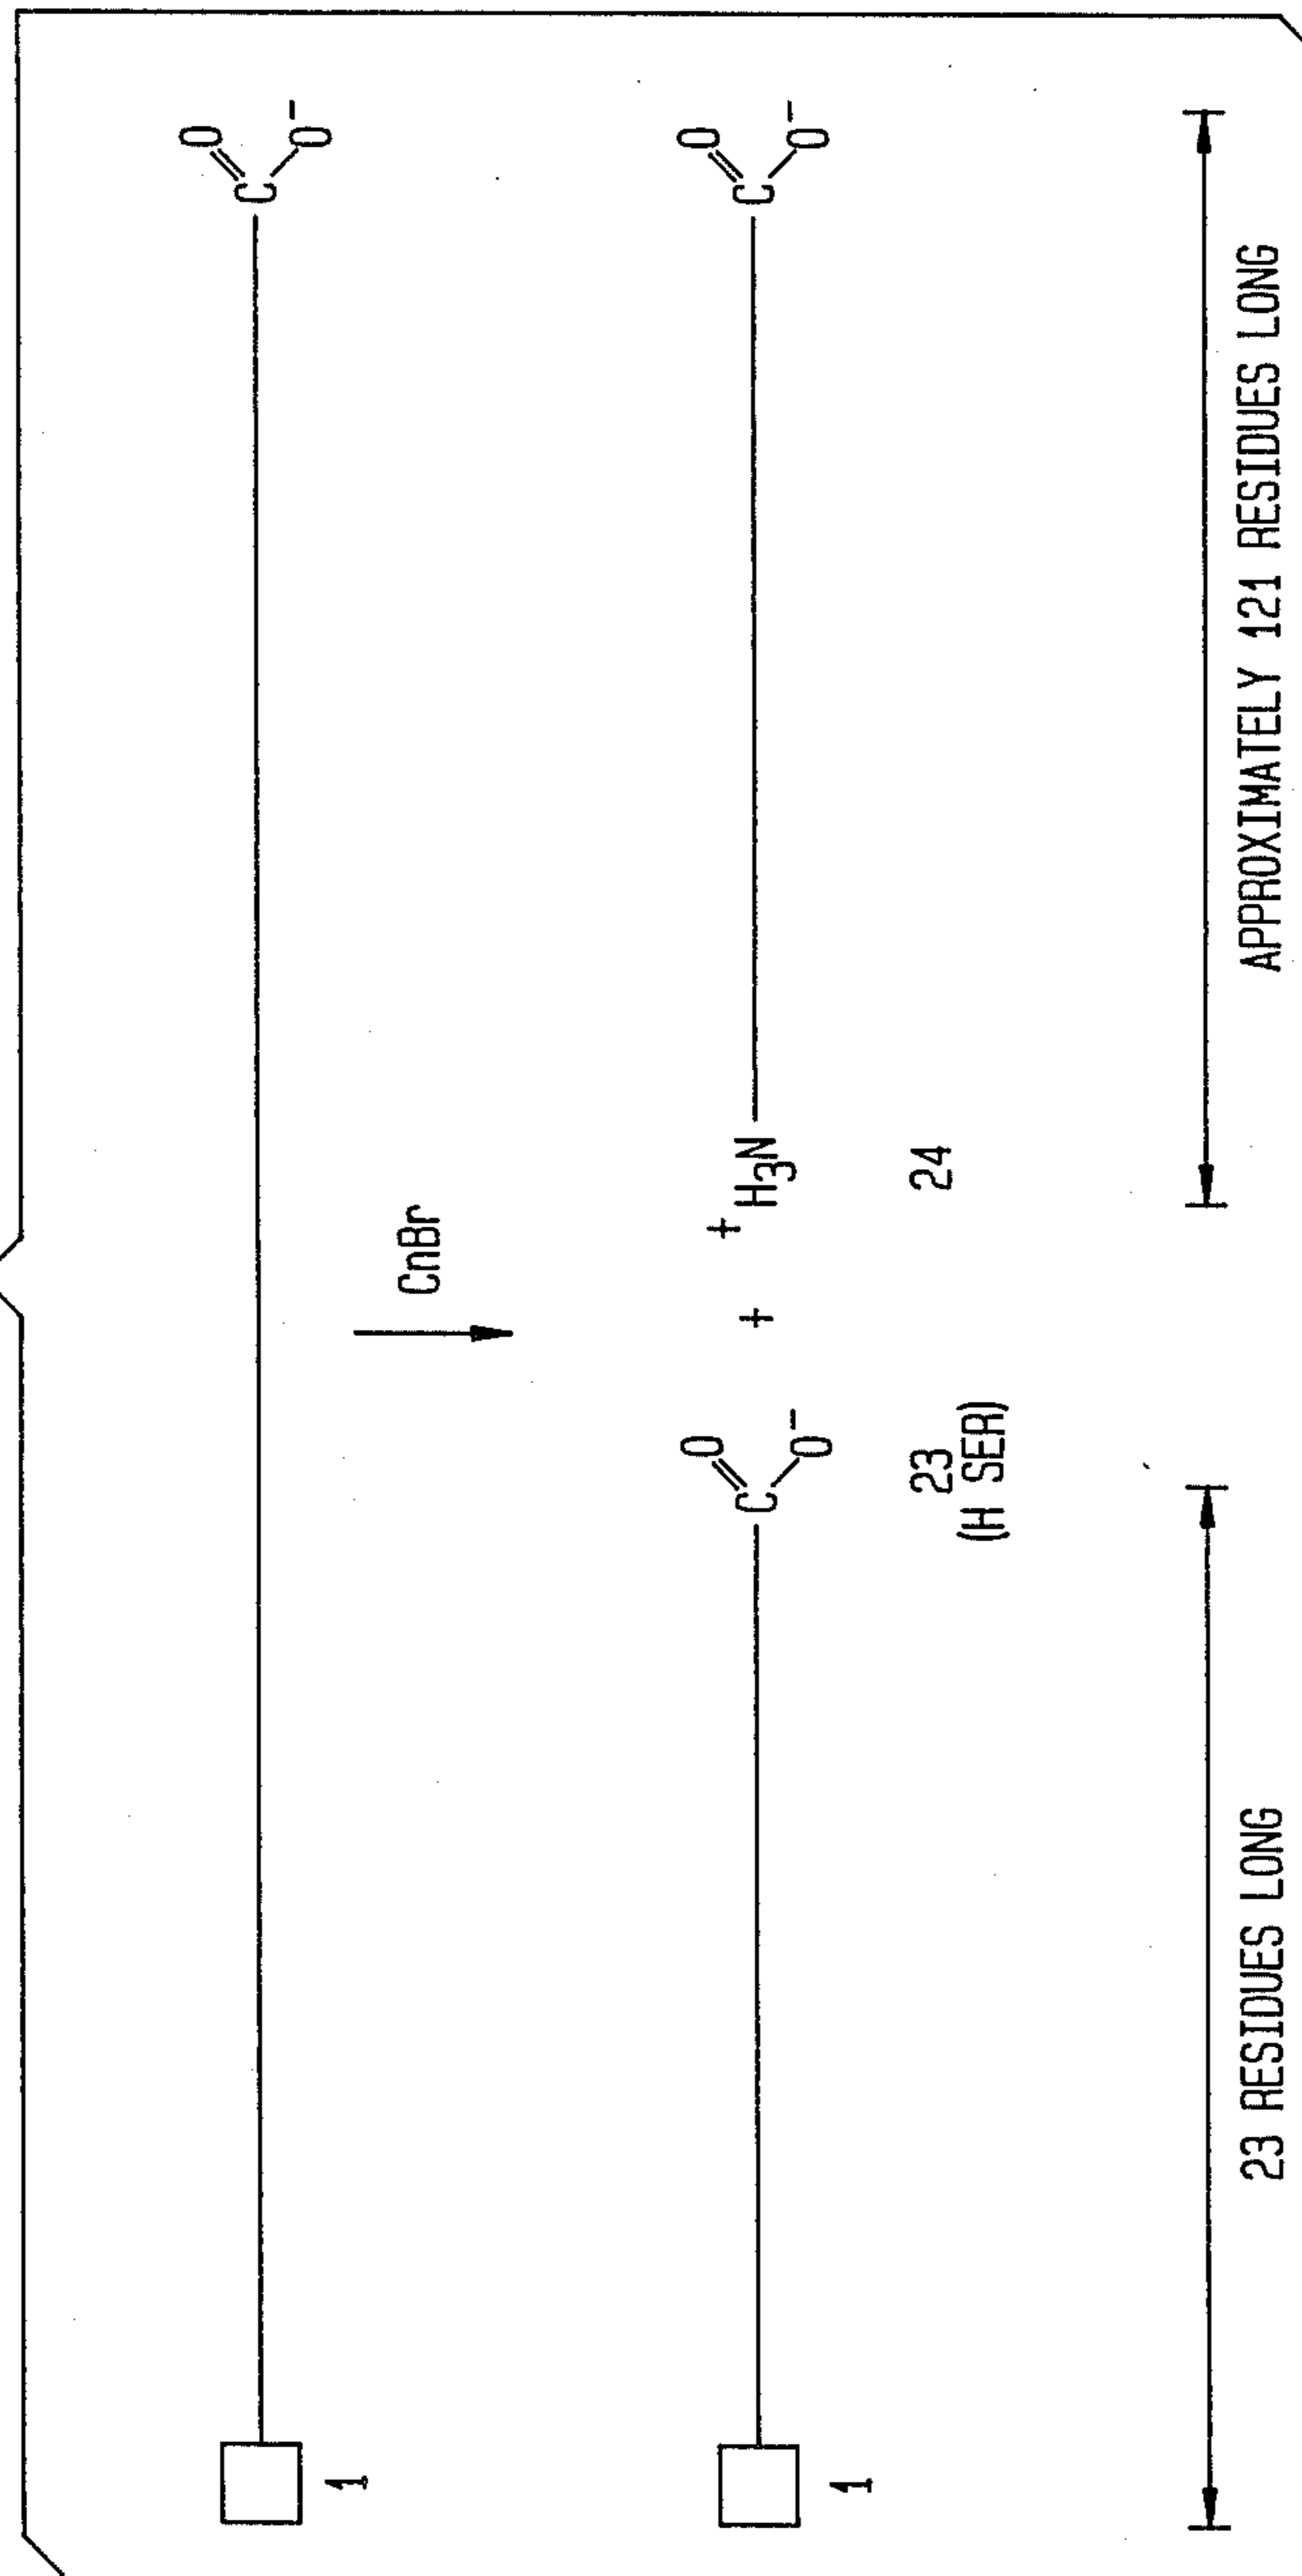 C
O
O-
1
CnBr
C
O
O-
+
+H3N
C
O
O-
1
23
(H SER)
24
23 RESIDUES LONG
APPROXIMATELY 121 RESIDUES LONG